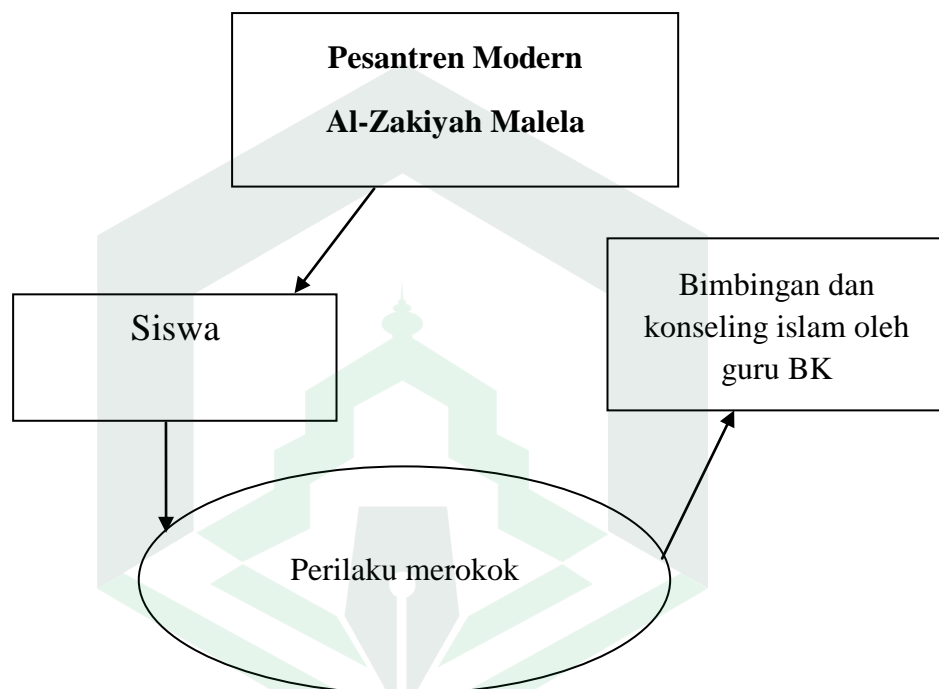 Pesantren Modern
Al-Zakiyah Malela
Siswa
Bimbingan dan
konseling islam oleh
guru BK
Perilaku merokok